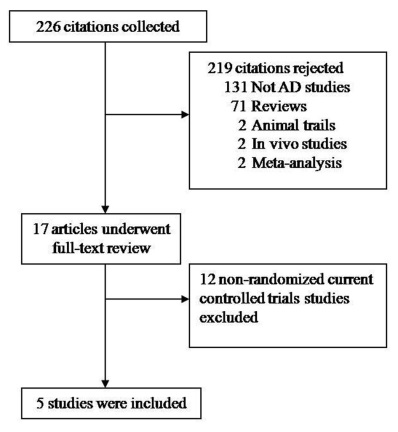 226 citations collected
219 citations rejected
131 Not AD studies
71 Reviews
2 Animal trails
2 In vivo studies
2 Meta-analysis
17 articles underwent
full-text review
12 non-randomized current
controlled trials studies
excluded
5 studies were included